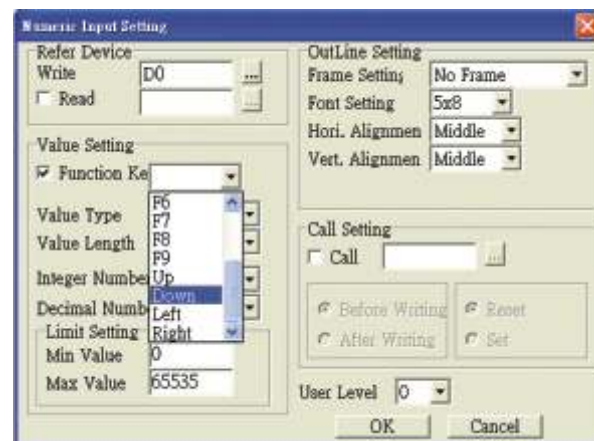 Numeric Input Setting
Refer Device
Write D0 ...
Read ...
Value Setting
Function Ke
F6
F7
F8
F9
Up
Down
Left
Right
Value Type
Value Length
Integer Numbe
Decimal Numb
Limit Setting
Min Value 0
Max Value 65535
OutLine Setting
Frame Setting No Frame
Font Setting 5x8
Hori. Alignmen Middle
Vert. Alignmen Middle
Call Setting
Call ...
Before Writing Reset
After Writing Set
User Level 0
OK Cancel